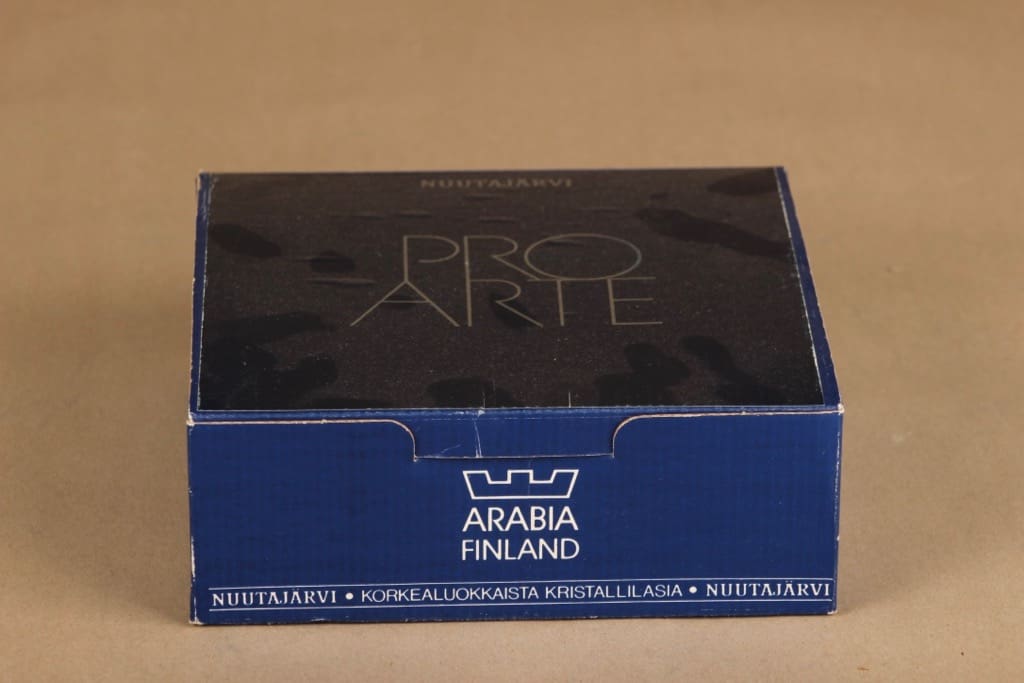 NUUTAJÄRVI
PRO
ARTE
ARABIA
FINLAND
NUUTAJÄRVI • KORKEALUOKKAISTA KRISTALLILASIA • NUUTAJÄRVI